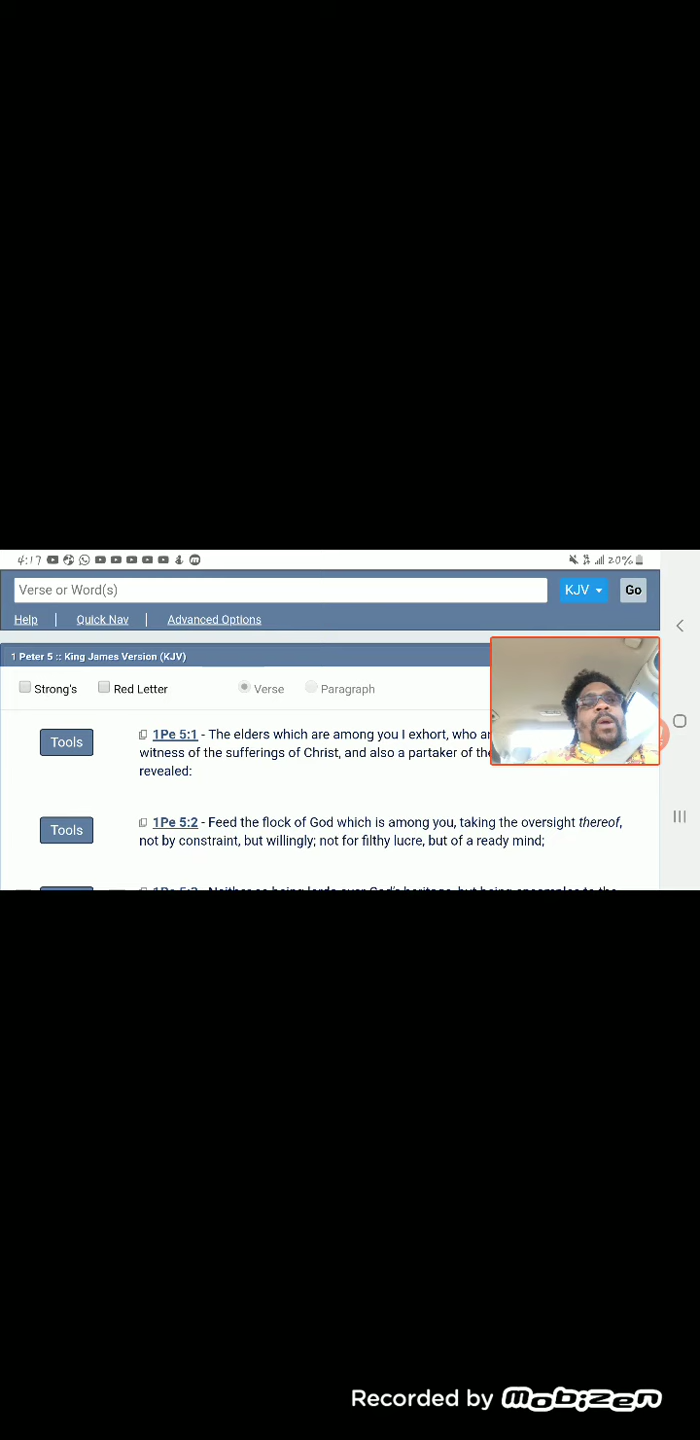 4:17
20%
Verse or Word(s)
KJV
Go
Help | Quick Nav | Advanced Options
1 Peter 5 :: King James Version (KJV)
Strong's Red Letter Verse Paragraph
Tools
1Pe 5:1 - The elders which are among you I exhort, who
witness of the sufferings of Christ, and also a partaker of
revealed:
Tools
1Pe 5:2 - Feed the flock of God which is among you, taking the oversight thereof,
not by constraint, but willingly; not for filthy lucre, but of a ready mind;
Recorded by mobizen